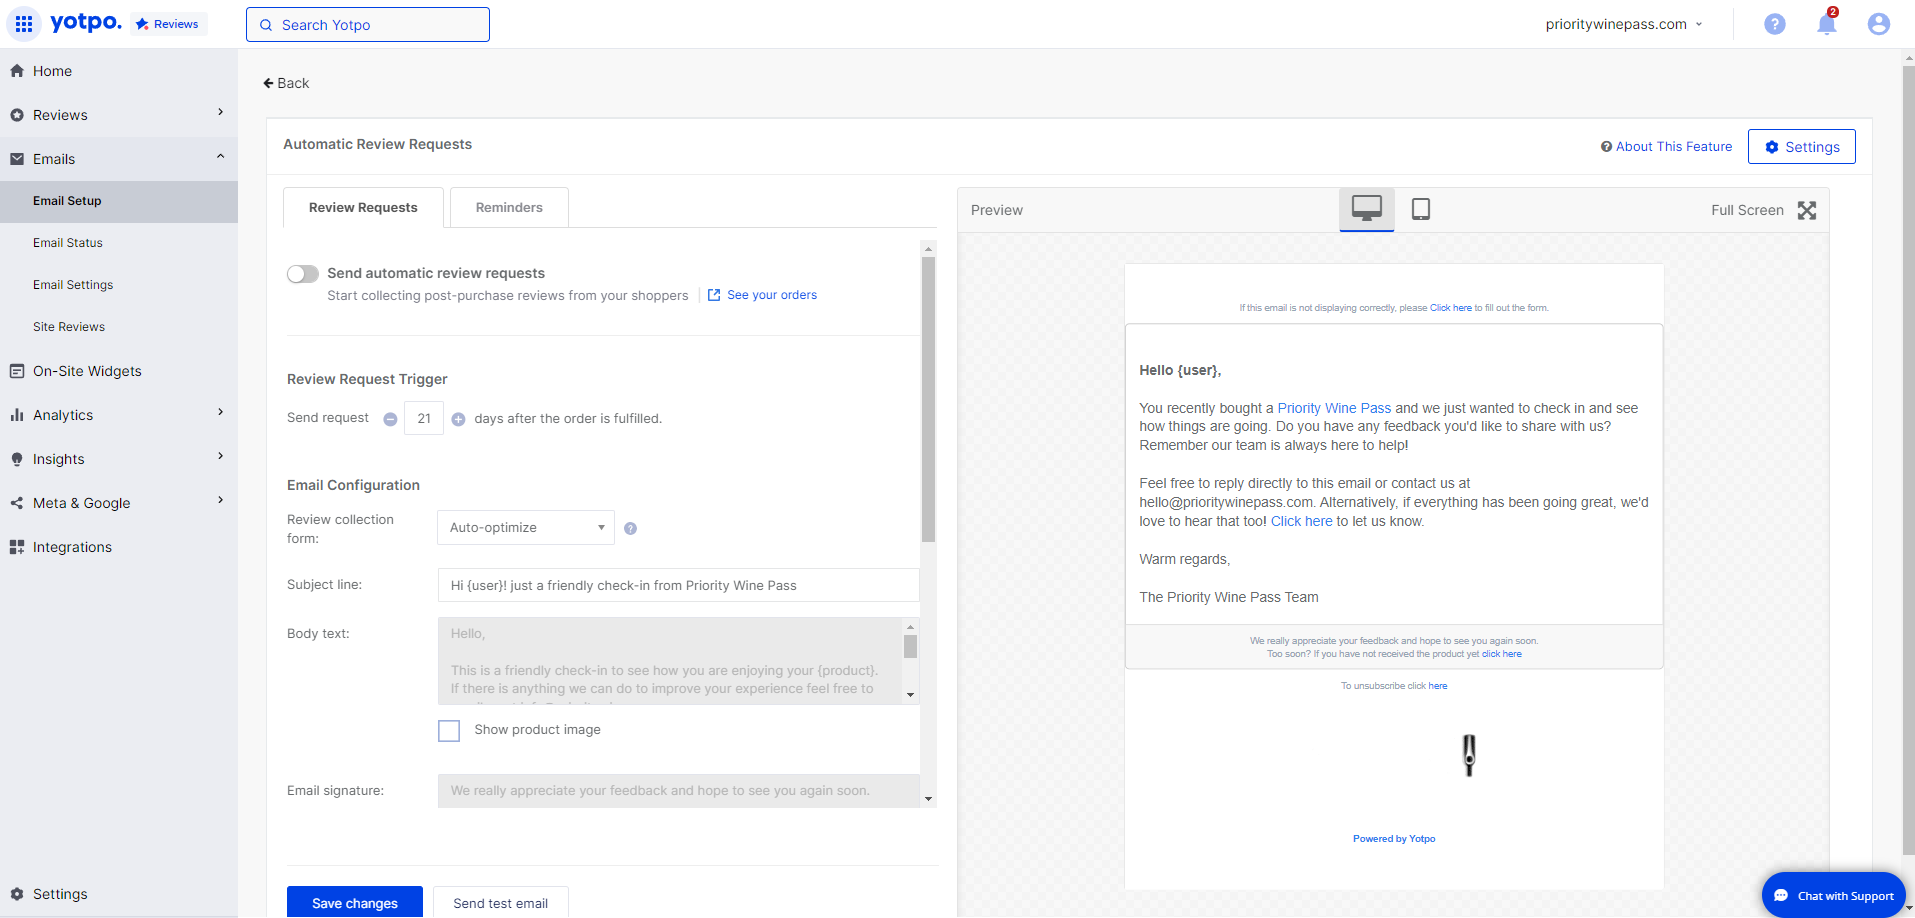 yotpo.
Reviews
Search Yotpo
prioritywinepass.com
?
2
Home
Reviews
Emails
Email Setup
Email Status
Email Settings
Site Reviews
On-Site Widgets
Analytics
Insights
Meta & Google
Integrations
Settings
Back
Automatic Review Requests
? About This Feature
Settings
Review Requests
Reminders
Send automatic review requests
Start collecting post-purchase reviews from your shoppers
See your orders
Review Request Trigger
Send request 21 days after the order is fulfilled.
Email Configuration
Review collection
form:
Auto-optimize
?
Subject line:
Hi {user}! just a friendly check-in from Priority Wine Pass
Body text:
Hello,
This is a friendly check-in to see how you are enjoying your {product}.
If there is anything we can do to improve your experience feel free to
Show product image
Email signature:
We really appreciate your feedback and hope to see you again soon.
Save changes
Send test email
Preview
Full Screen
If this email is not displaying correctly, please Click here to fill out the form.
Hello {user},
You recently bought a Priority Wine Pass and we just wanted to check in and see
how things are going. Do you have any feedback you'd like to share with us?
Remember our team is always here to help!
Feel free to reply directly to this email or contact us at
hello@prioritywinepass.com. Alternatively, if everything has been going great, we'd
love to hear that too! Click here to let us know.
Warm regards,
The Priority Wine Pass Team
We really appreciate your feedback and hope to see you again soon.
Too soon? If you have not received the product yet click here
To unsubscribe click here
Powered by Yotpo
Chat with Support